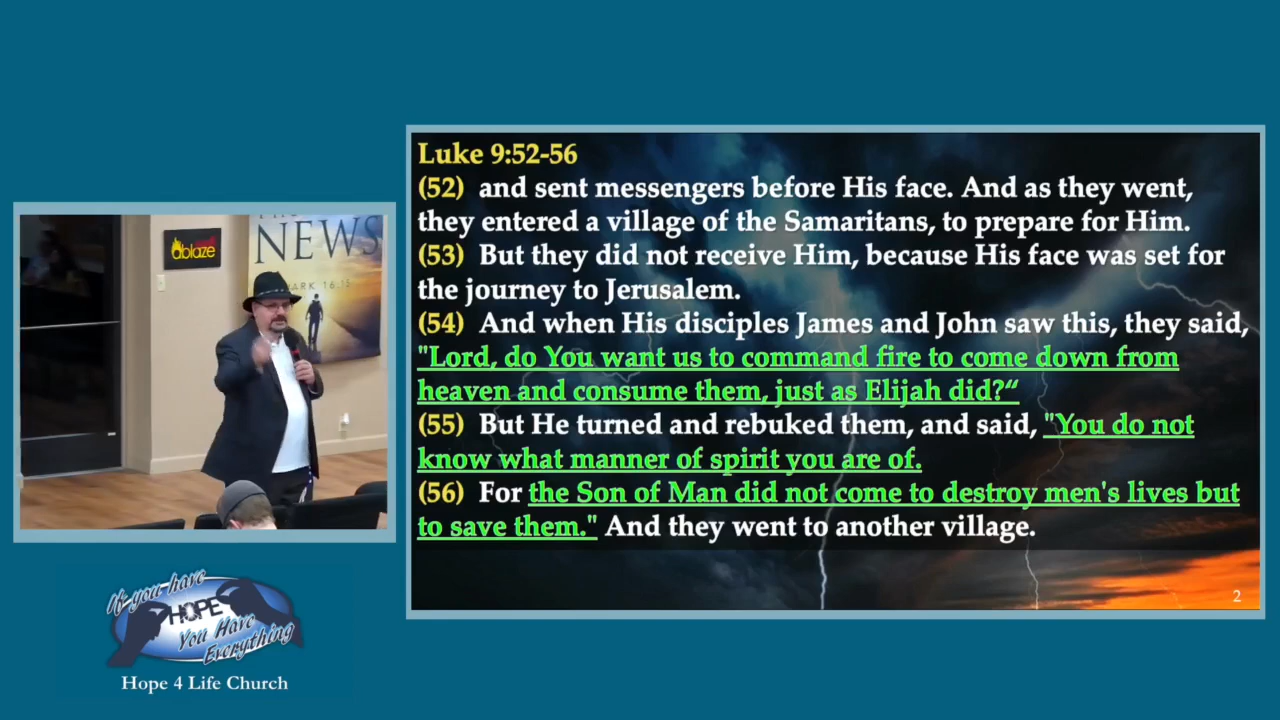 NEWS
MARK 16:15
ablaze
Luke 9:52-56
(52) and sent messengers before His face. And as they went,
they entered a village of the Samaritans, to prepare for Him.
(53) But they did not receive Him, because His face was set for
the journey to Jerusalem.
(54) And when His disciples James and John saw this, they said,
"Lord, do You want us to command fire to come down from
heaven and consume them, just as Elijah did?“
(55) But He turned and rebuked them, and said, "You do not
know what manner of spirit you are of.
(56) For the Son of Man did not come to destroy men's lives but
to save them." And they went to another village.
2
If you have
HOPE
You Have
Everything
Hope 4 Life Church